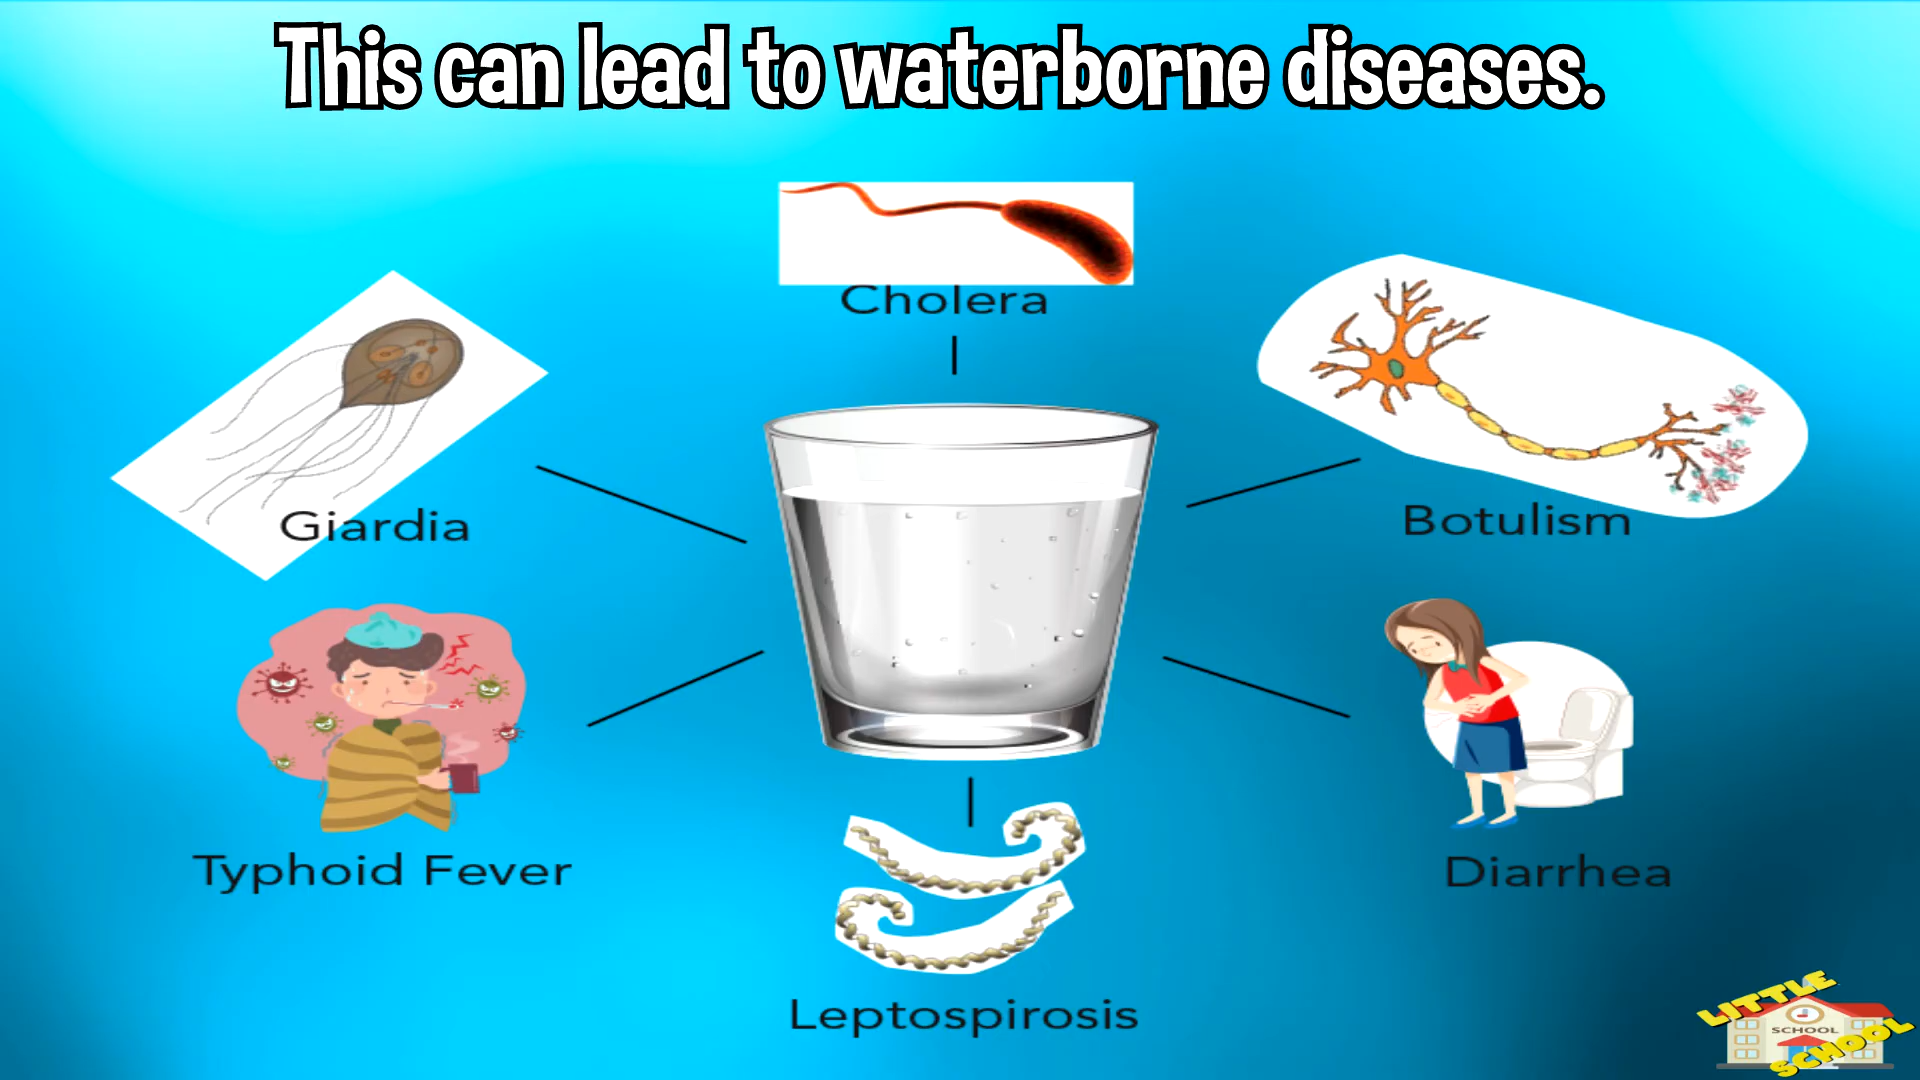 This can lead to waterborne diseases.
Cholera
Giardia
Botulism
Typhoid Fever
Diarrhea
Leptospirosis
LITTLE
SCHOOL
SCHOOL